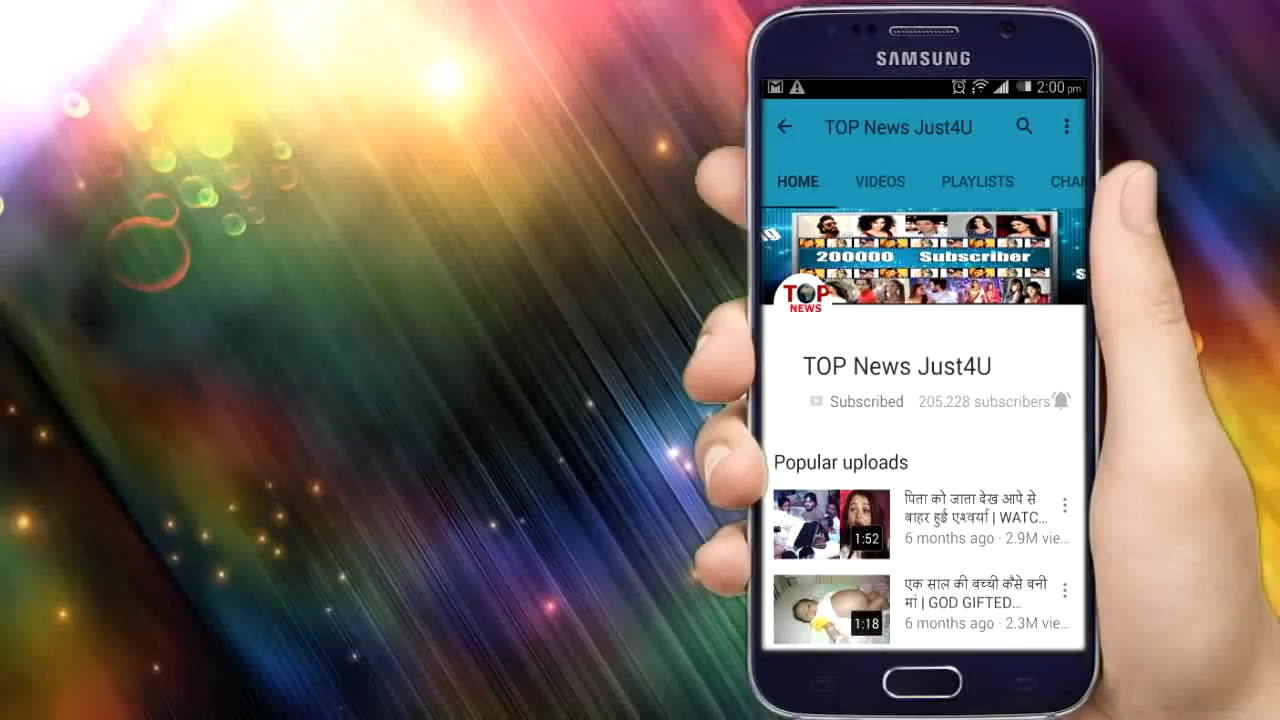 SAMSUNG
2:00 pm
TOP News Just4U
HOME VIDEOS PLAYLISTS CHAN
200000 Subscriber
TOP
NEWS
TOP News Just4U
Subscribed 205,228 subscribers
Popular uploads
पिता को जाता देख आपे से
बाहर हुई एश्वर्या | WATC...
6 months ago · 2.9M vie...
1:52
एक साल की बच्ची कैसे बनी
मां | GOD GIFTED...
6 months ago · 2.3M vie...
1:18